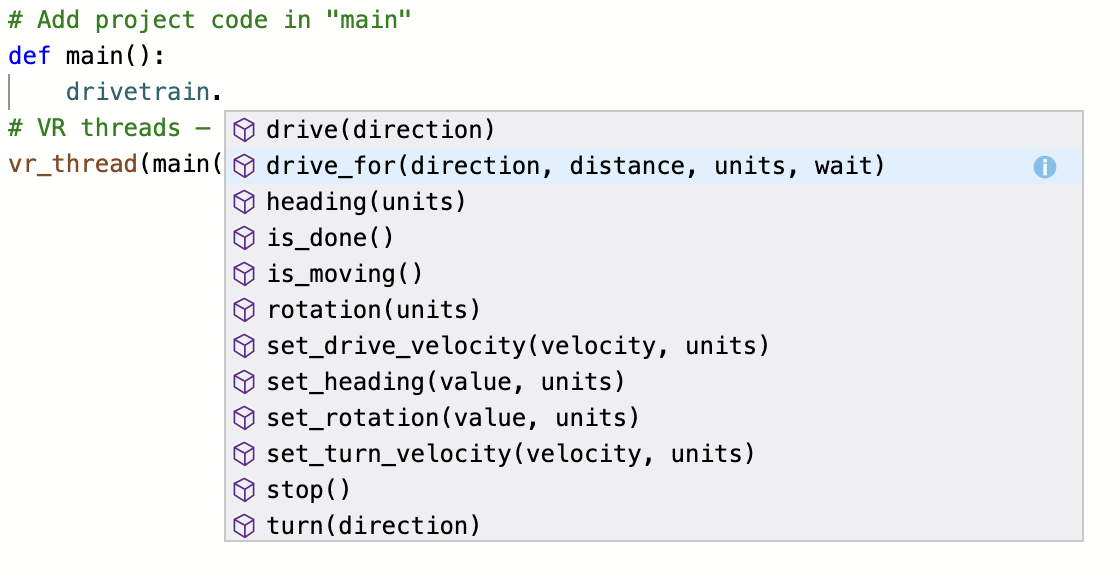 # Add project code in "main"
def main():
    drivetrain.
# VR threads —
vr_thread(main(
drive(direction)
drive_for(direction, distance, units, wait)
heading(units)
is_done()
is_moving()
rotation(units)
set_drive_velocity(velocity, units)
set_heading(value, units)
set_rotation(value, units)
set_turn_velocity(velocity, units)
stop()
turn(direction)